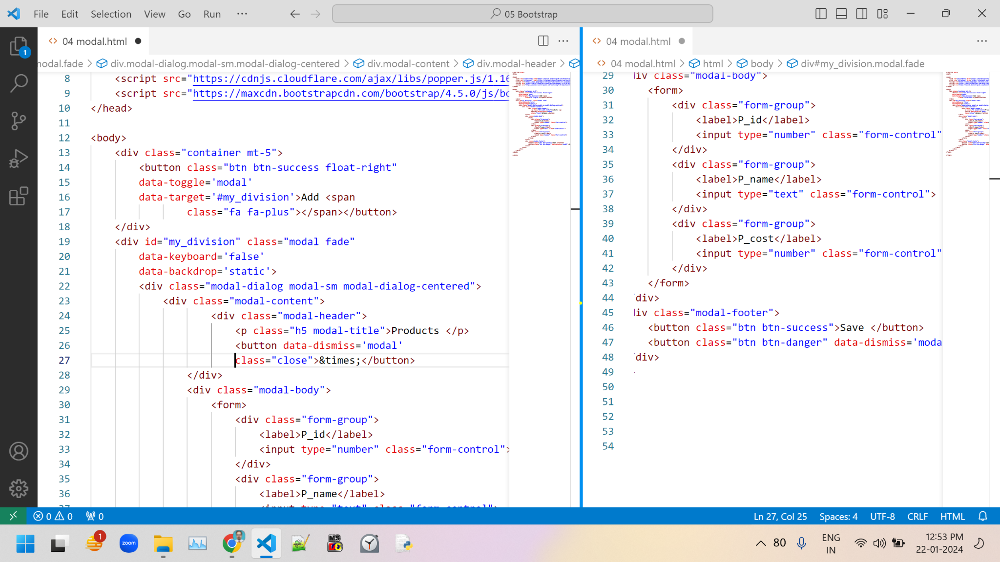 File Edit Selection View Go Run ··· 05 Bootstrap
1
04 modal.html
modal.fade > div.modal-dialog.modal-sm.modal-dialog-centered > div.modal-content > div.modal-header >
8 <script src="https://cdnjs.cloudflare.com/ajax/libs/popper.js/1.16
9 <script src="https://maxcdn.bootstrapcdn.com/bootstrap/4.5.0/js/bo
10 </head>
11
12 <body>
13 <div class="container mt-5">
14 <button class="btn btn-success float-right"
15 data-toggle='modal'
16 data-target='#my_division'>Add <span
17 class="fa fa-plus"></span></button>
18 </div>
19 <div id="my_division" class="modal fade"
20 data-keyboard='false'
21 data-backdrop='static'>
22 <div class="modal-dialog modal-sm modal-dialog-centered">
23 <div class="modal-content">
24 <div class="modal-header">
25 <p class="h5 modal-title">Products </p>
26 <button data-dismiss='modal'
27 class="close">&times;</button>
28 </div>
29 <div class="modal-body">
30 <form>
31 <div class="form-group">
32 <label>P_id</label>
33 <input type="number" class="form-control">
34 </div>
35 <div class="form-group">
36 <label>P_name</label>
37 <input type="text" class="form-control">
04 modal.html
04 modal.html > html > body > div#my_division.modal.fade
29 iv class="modal-body">
30 <form>
31 <div class="form-group">
32 <label>P_id</label>
33 <input type="number" class="form-control"
34 </div>
35 <div class="form-group">
36 <label>P_name</label>
37 <input type="text" class="form-control">
38 </div>
39 <div class="form-group">
40 <label>P_cost</label>
41 <input type="number" class="form-control"
42 </div>
43 </form>
44 div>
45 iv class="modal-footer">
46 <button class="btn btn-success">Save </button>
47 <button class="btn btn-danger" data-dismiss='moda
48 div>
49
50
51
52
53
54
0 0 0 Ln 27, Col 25 Spaces: 4 UTF-8 CRLF HTML
1 zoom MS 80 ENG IN 12:53 PM
22-01-2024